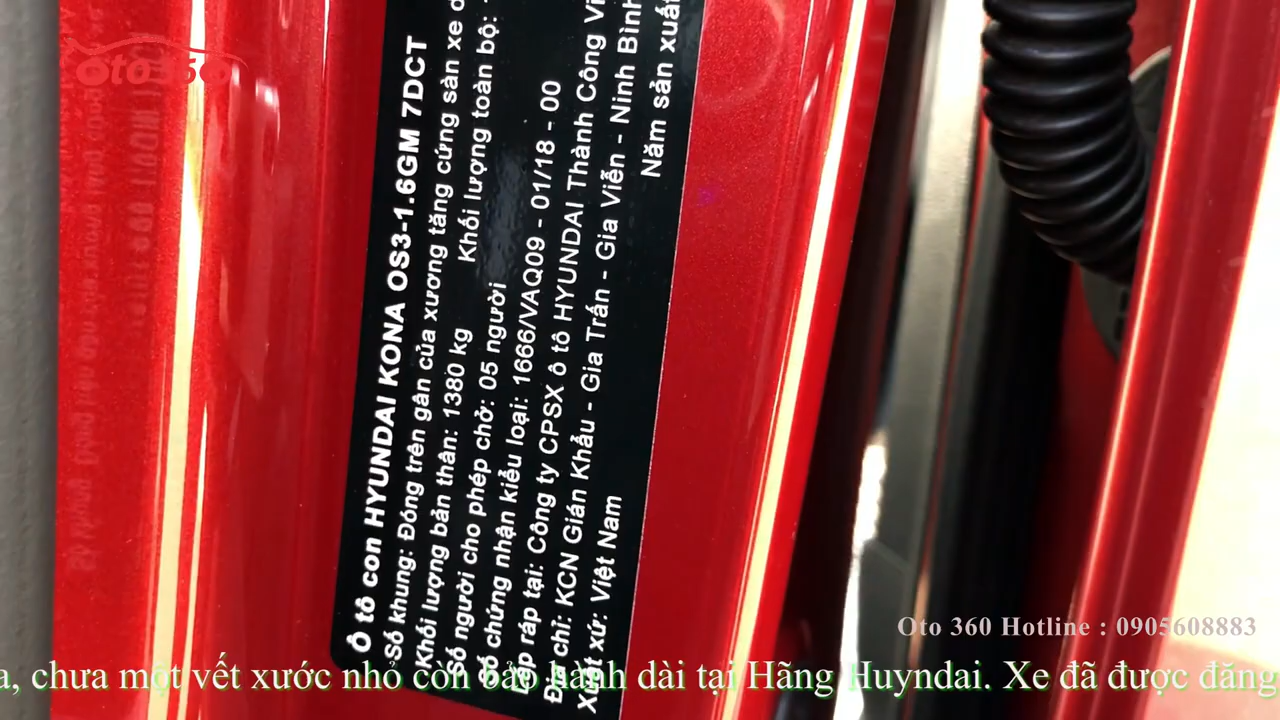 oto360
Ô tô con HYUNDAI KONA OS3-1.6GM 7DCT
Số khung: Đóng trên gân của xương tăng cứng sàn xe
Khối lượng bản thân: 1380 kg Khối lượng toàn bộ:
Số người cho phép chở: 05 người
Số chứng nhận kiểu loại: 1666/VAQ09 - 01/18 - 00
Lắp ráp tại: Công ty CPSX ô tô HYUNDAI Thành Công
Địa chỉ: KCN Gián Khẩu - Gia Trấn - Gia Viễn - Ninh Bình
Xuất xứ: Việt Nam Năm sản xuất
Oto 360 Hotline : 0905608883
a, chưa một vết xước nhỏ còn bảo hành dài tại Hãng Huyndai. Xe đã được đăng